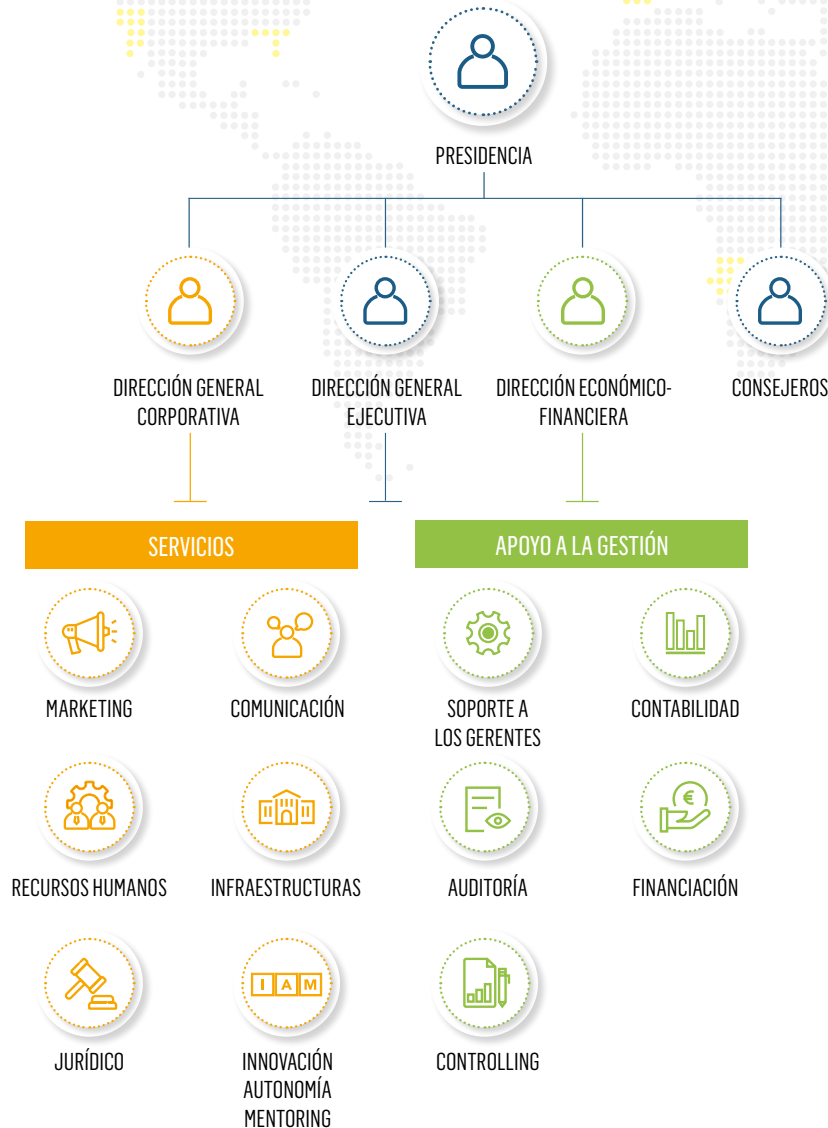 PRESIDENCIA
DIRECCIÓN GENERAL
CORPORATIVA
DIRECCIÓN GENERAL
EJECUTIVA
DIRECCIÓN ECONÓMICO-
FINANCIERA
CONSEJEROS
SERVICIOS
APOYO A LA GESTIÓN
MARKETING
COMUNICACIÓN
SOPORTE A
LOS GERENTES
CONTABILIDAD
€
RECURSOS HUMANOS
INFRAESTRUCTURAS
AUDITORÍA
FINANCIACIÓN
I A M
JURÍDICO
INNOVACIÓN
AUTONOMÍA
MENTORING
CONTROLLING